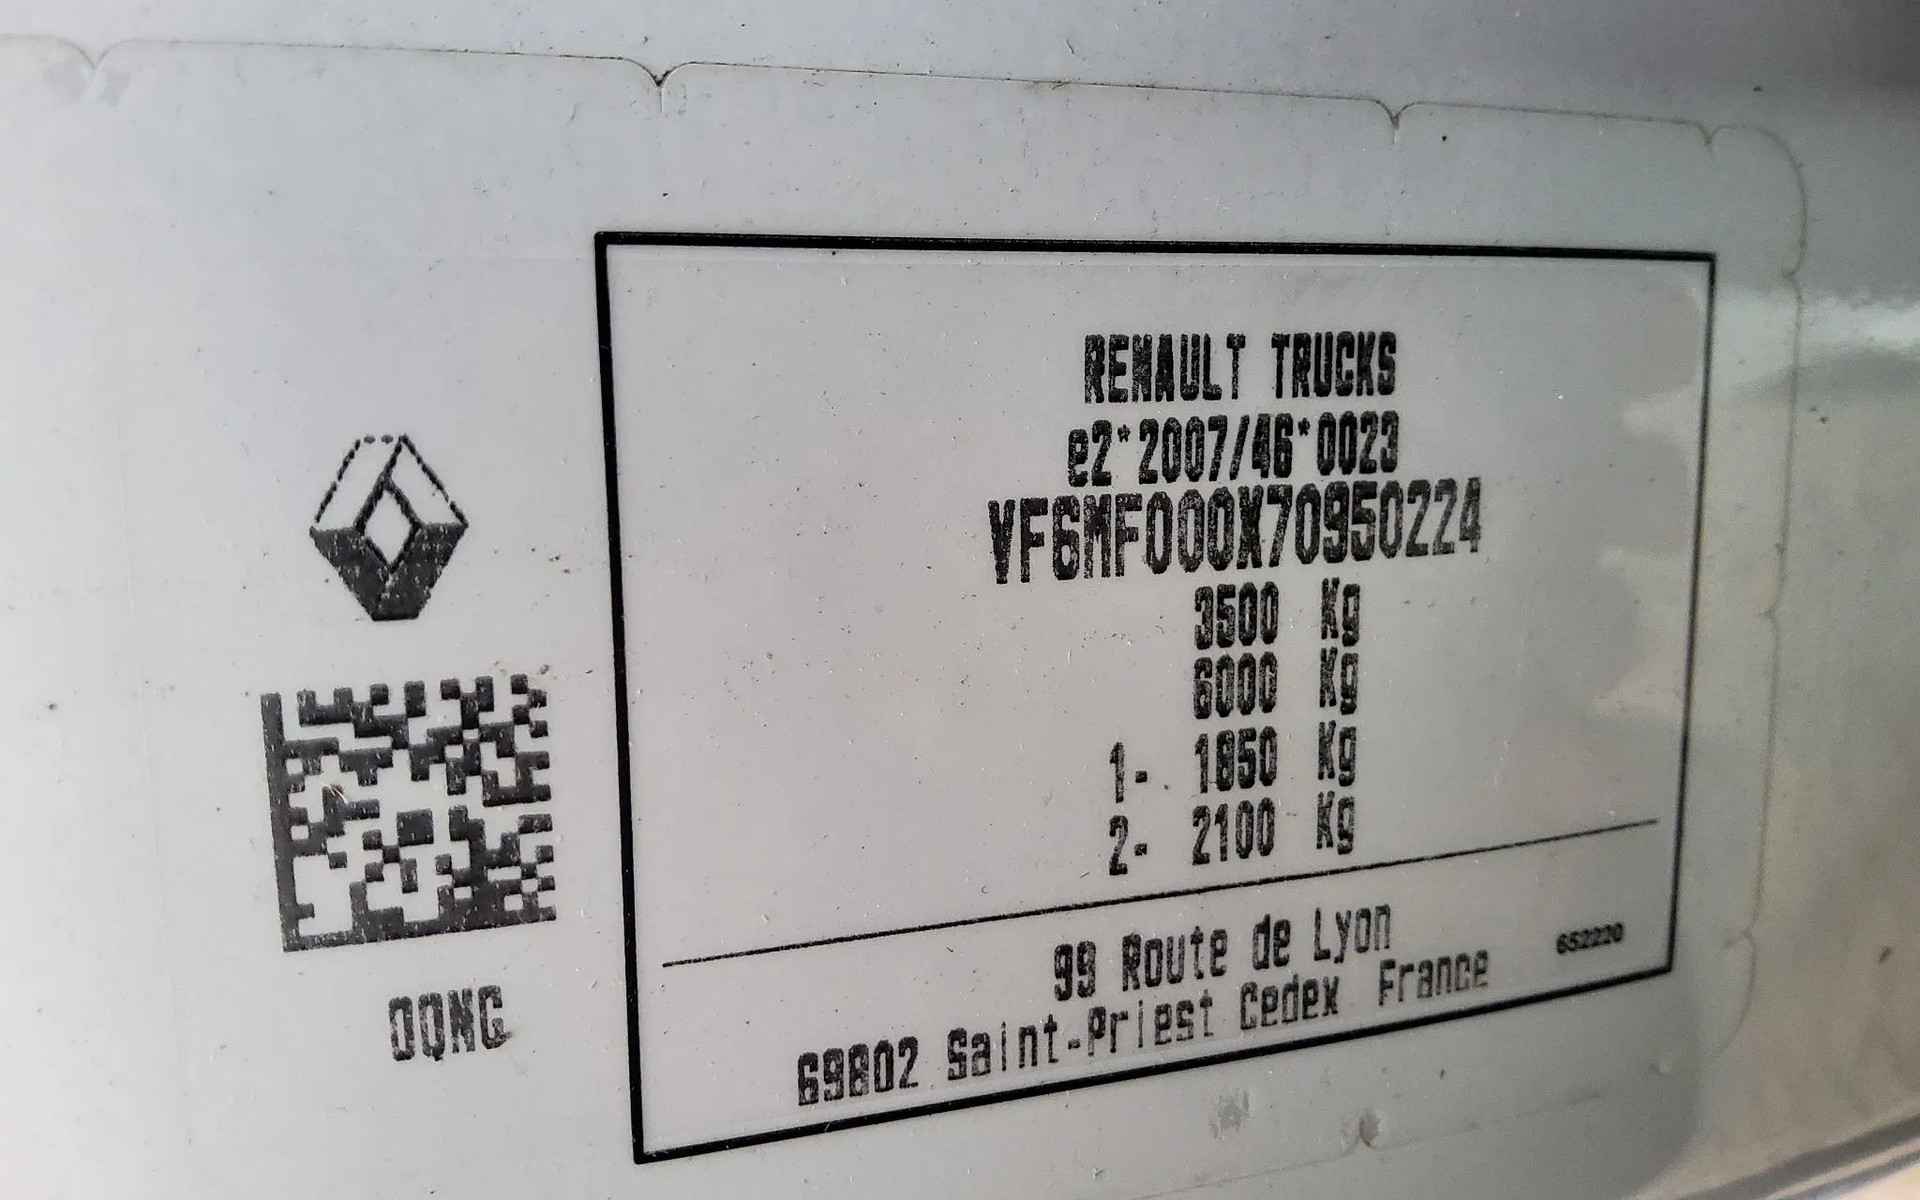 RENAULT TRUCKS
e2*2007/46*0023
VF6MF000X70950224
3500 Kg
6000 Kg
1- 1850 Kg
2- 2100 Kg
99 Route de Lyon
652220
69802 Saint-Priest Cedex France
OQNG